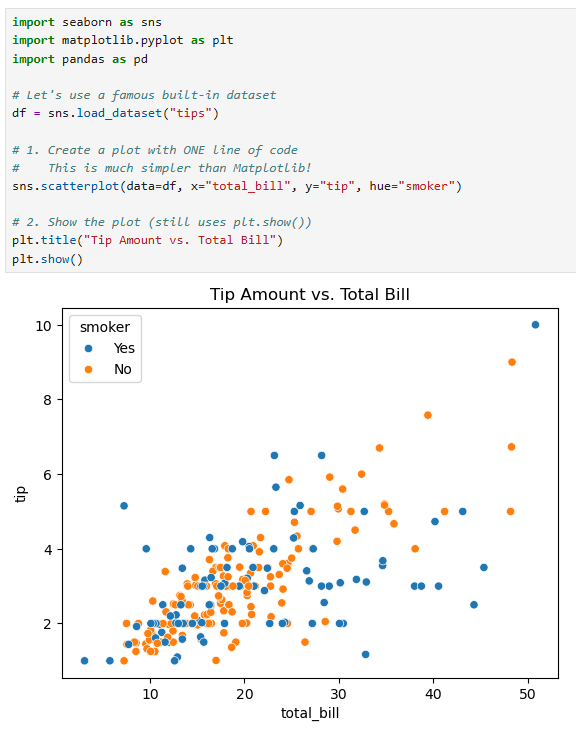 import seaborn as sns
import matplotlib.pyplot as plt
import pandas as pd
# Let's use a famous built-in dataset
df = sns.load_dataset("tips")
# 1. Create a plot with ONE line of code
#    This is much simpler than Matplotlib!
sns.scatterplot(data=df, x="total_bill", y="tip", hue="smoker")
# 2. Show the plot (still uses plt.show())
plt.title("Tip Amount vs. Total Bill")
plt.show()
Tip Amount vs. Total Bill
smoker
Yes
No
10
8
6
4
2
tip
10 20 30 40 50
total_bill